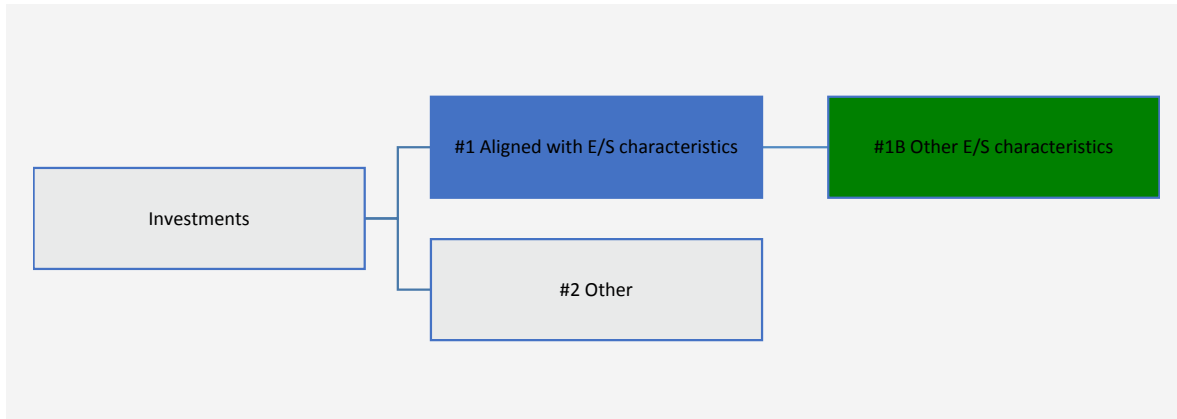 #1 Aligned with E/S characteristics
#1B Other E/S characteristics
Investments
#2 Other